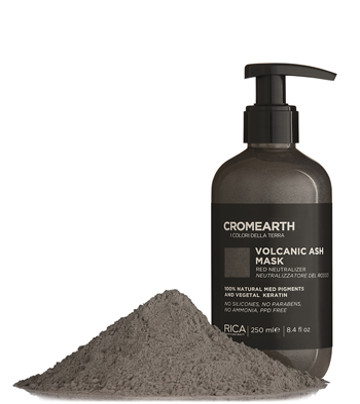 CROMEARTH
I COLORI DELLA TERRA
VOLCANIC ASH
MASK
RED NEUTRALIZER
NEUTRALIZZATORE DEL ROSSO
100% NATURAL MED PIGMENTS
AND VEGETAL KERATIN
NO SILICONES, NO PARABENS,
NO AMMONIA, PPD FREE
RICA 250 ml e 8.4 fl oz